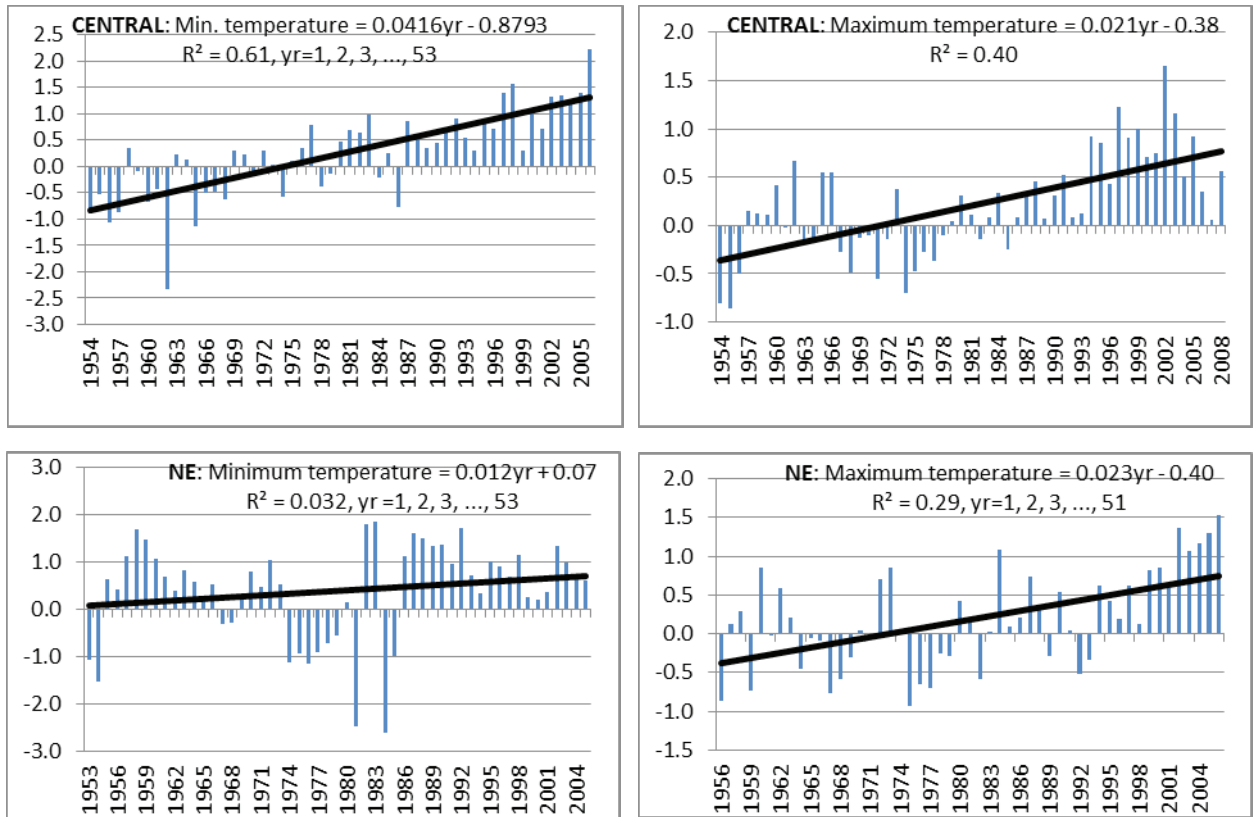 CENTRAL: Min. temperature = 0.0416yr - 0.8793
R² = 0.61, yr=1, 2, 3, ..., 53
2.5
2.0
1.5
1.0
0.5
0.0
-0.5
-1.0
-1.5
-2.0
-2.5
-3.0
1954 1957 1960 1963 1966 1969 1972 1975 1978 1981 1984 1987 1990 1993 1996 1999 2002 2005
CENTRAL: Maximum temperature = 0.021yr - 0.38
R² = 0.40
2.0
1.5
1.0
0.5
0.0
-0.5
-1.0
1954 1957 1960 1963 1966 1969 1972 1975 1978 1981 1984 1987 1990 1993 1996 1999 2002 2005 2008
NE: Minimum temperature = 0.012yr + 0.07
R² = 0.032, yr =1, 2, 3, ..., 53
3.0
2.0
1.0
0.0
-1.0
-2.0
-3.0
1953 1956 1959 1962 1965 1968 1971 1974 1977 1980 1983 1986 1989 1992 1995 1998 2001 2004
NE: Maximum temperature = 0.023yr - 0.40
R² = 0.29, yr=1, 2, 3, ..., 51
2.0
1.5
1.0
0.5
0.0
-0.5
-1.0
-1.5
1956 1959 1962 1965 1968 1971 1974 1977 1980 1983 1986 1989 1992 1995 1998 2001 2004